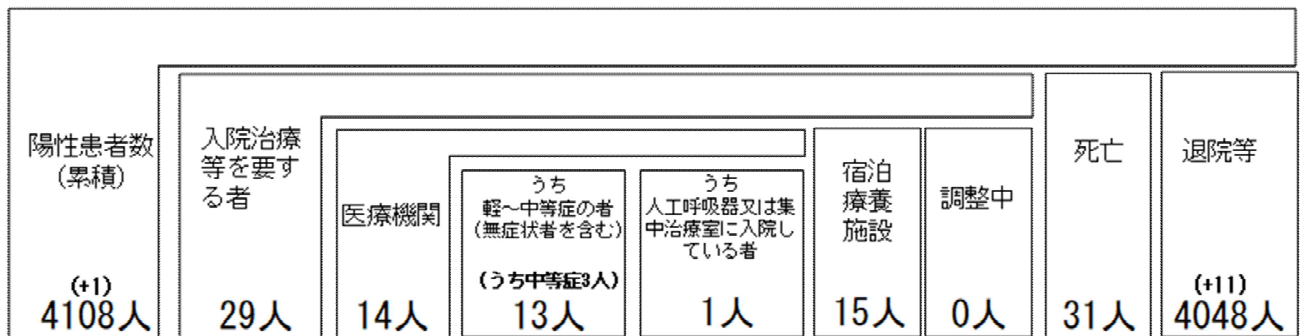 陽性患者数
(累積)
(+1)
4108人
入院治療
等を要す
る者
29人
医療機関
14人
うち
軽～中等症の者
(無症状者を含む)
(うち中等症3人)
13人
うち
人工呼吸器又は集
中治療室に入院し
ている者
1人
宿泊
療養
施設
15人
調整中
0人
死亡
31人
退院等
(+11)
4048人